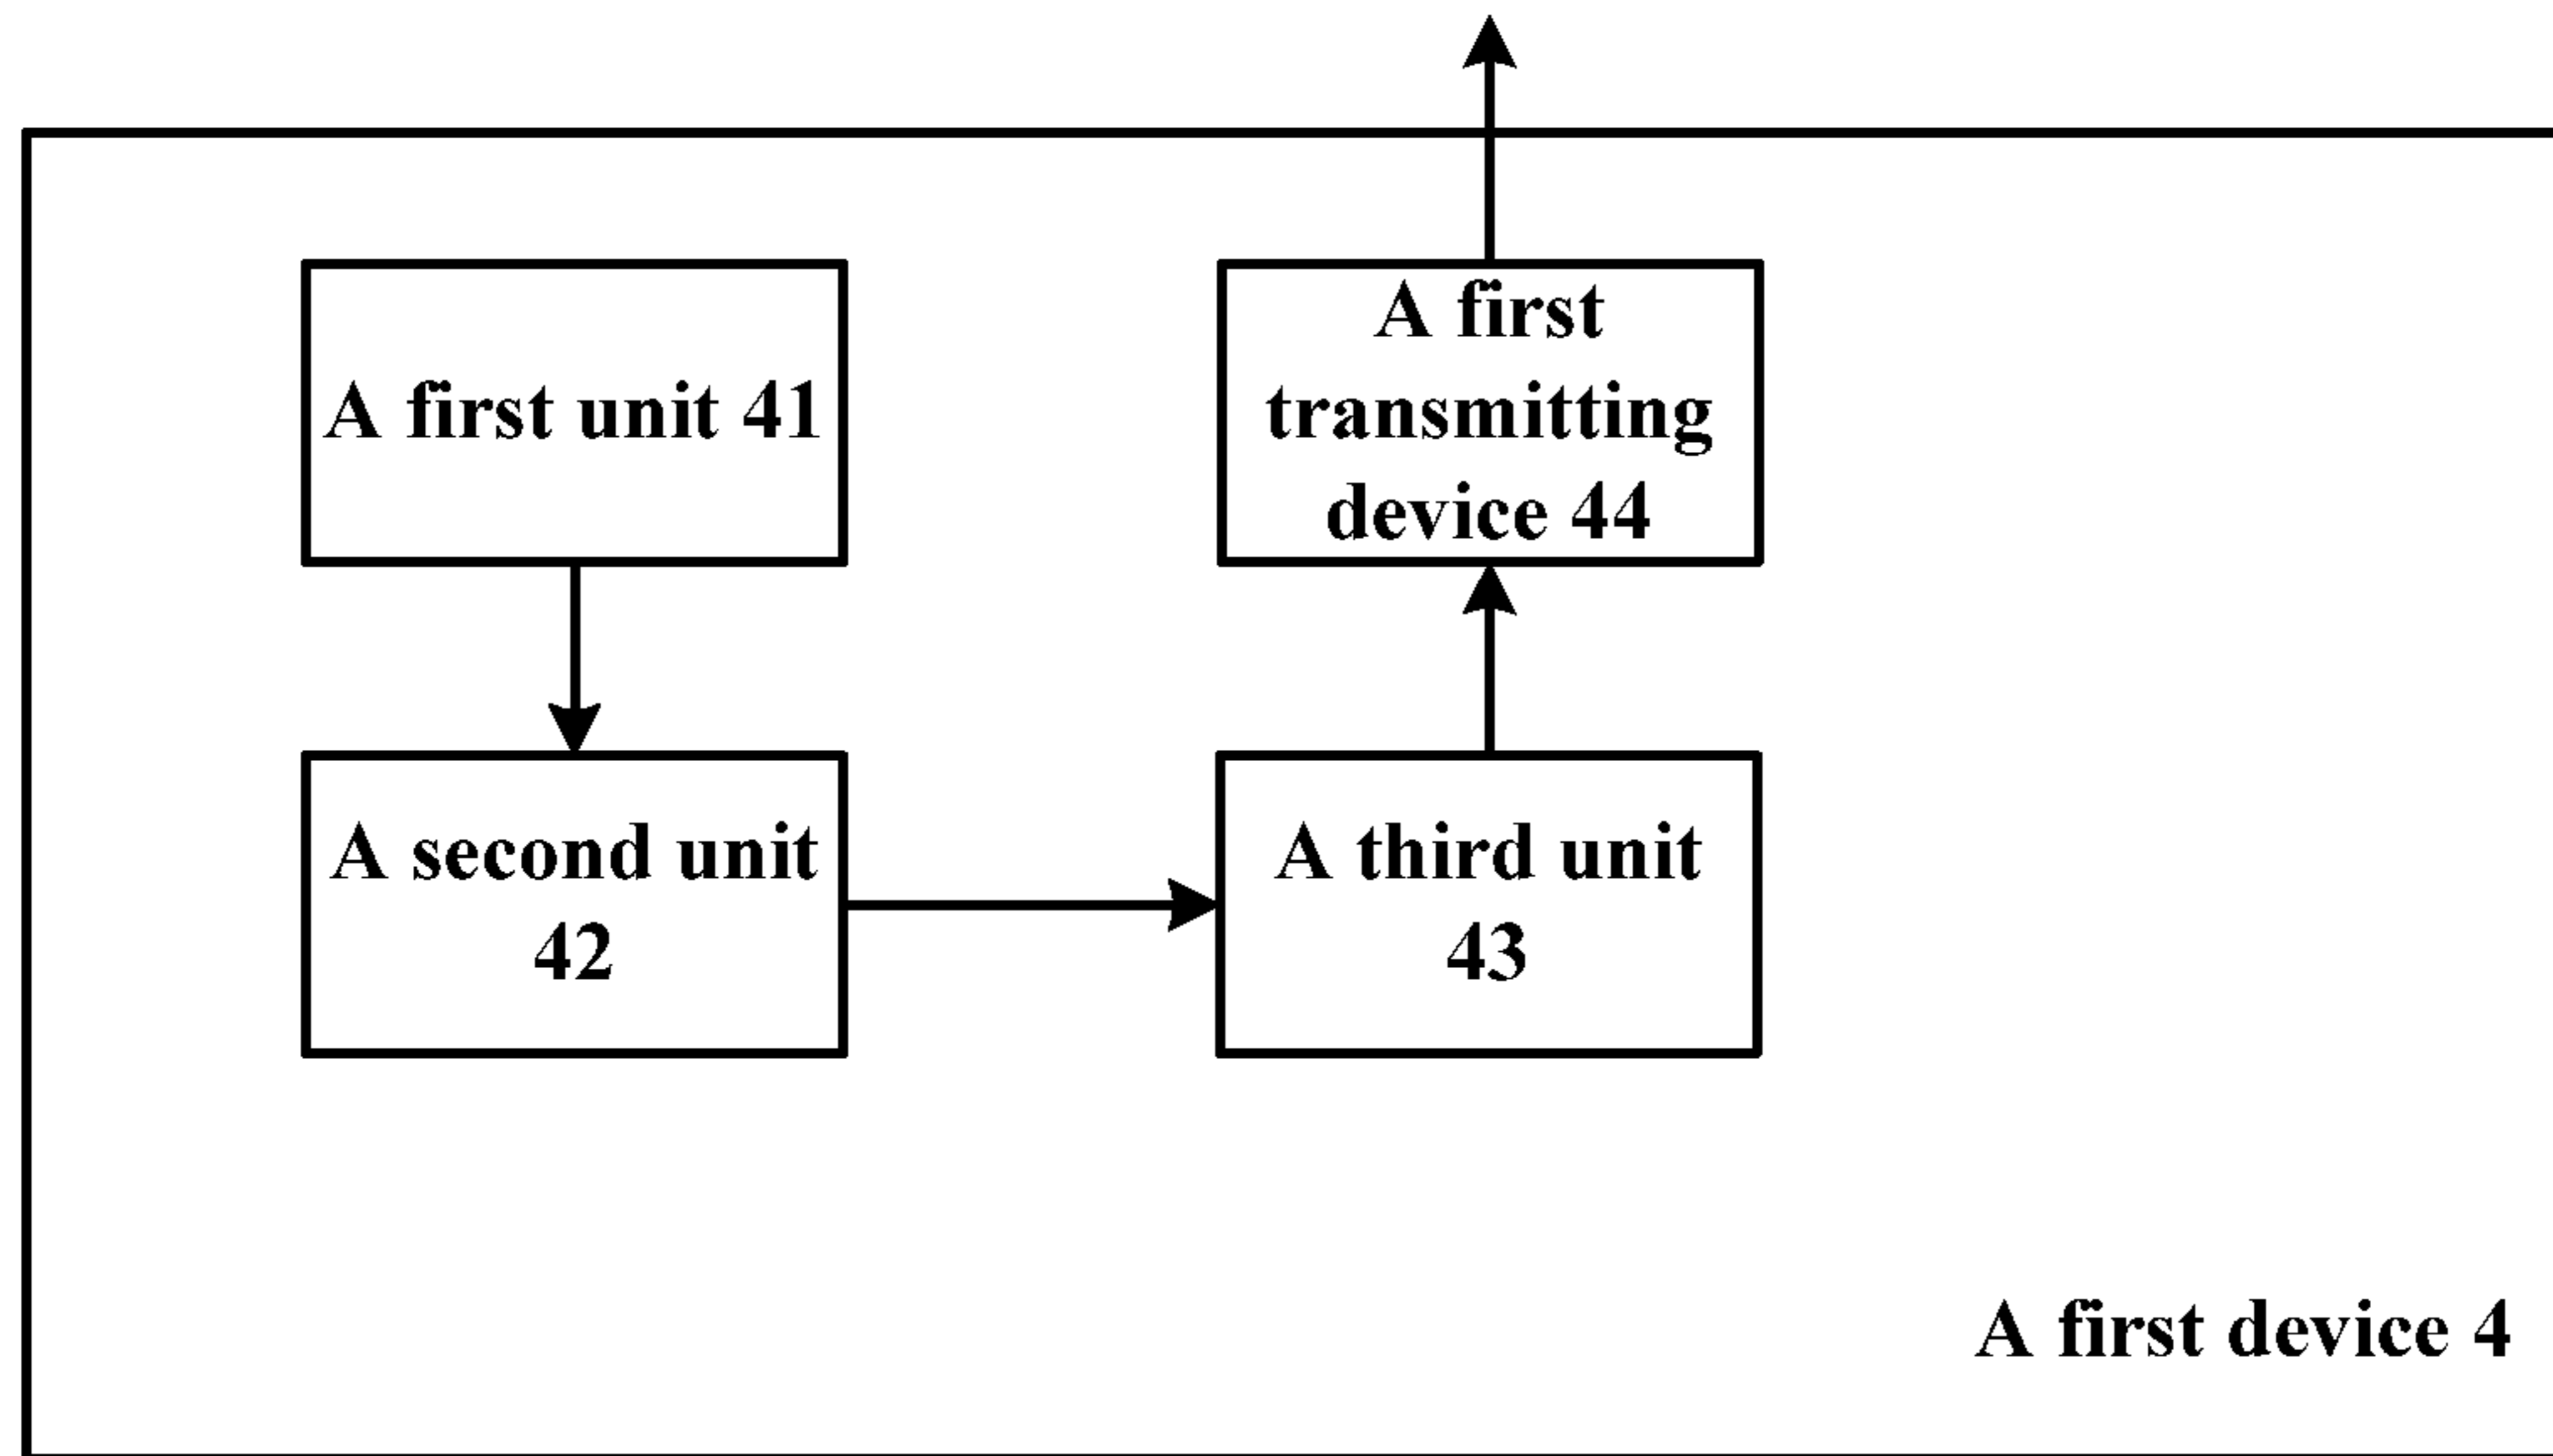 A first unit 41
A first
transmitting
device 44
A second unit
42
A third unit
43
A first device 4